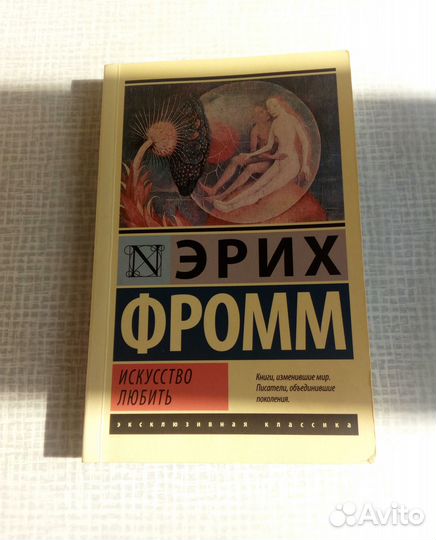 N ЭРИХ
ФРОММ
ИСКУССТВО
ЛЮБИТЬ
Книги, изменившие мир.
Писатели, объединившие
поколения.
эксклюзивная классика
Avito